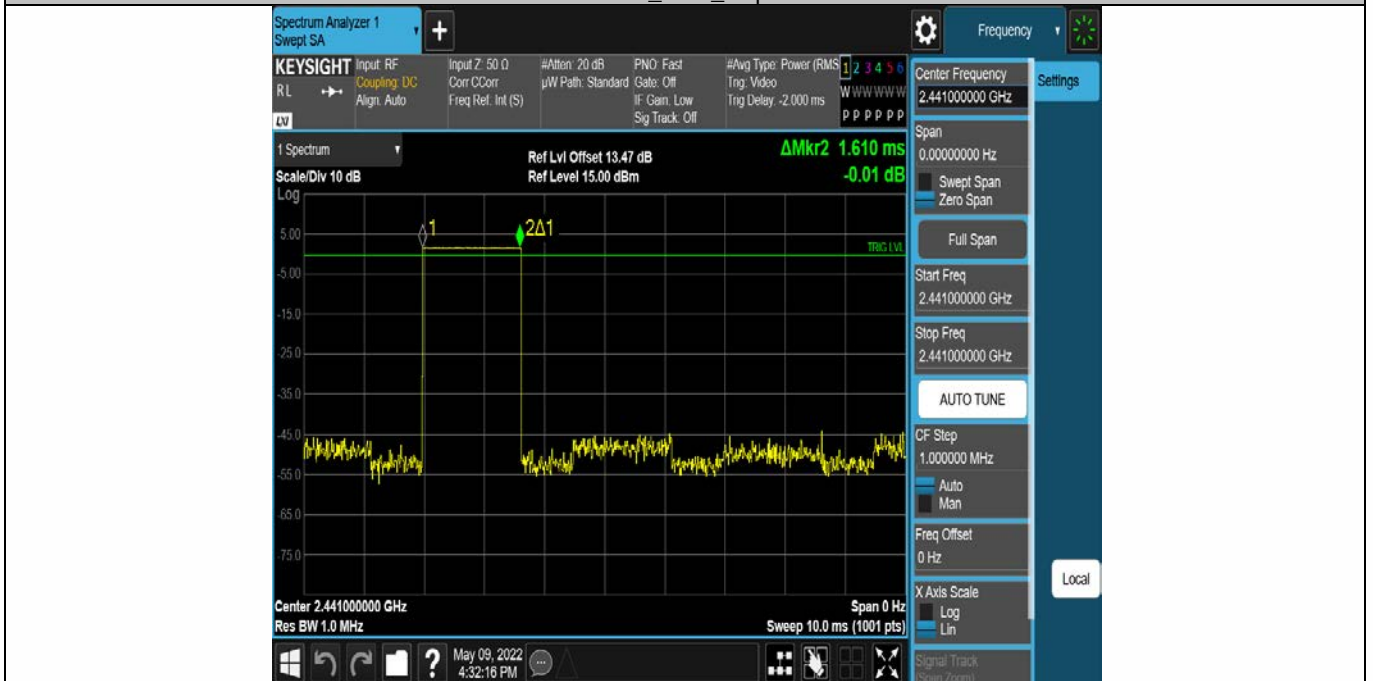 Spectrum Analyzer 1
Swept SA
+
Frequency
KEYSIGHT
RL
LXI
Input: RF
Coupling: DC
Align: Auto
Input Z: 50 Ω
Corr CCorr
Freq Ref: Int (S)
#Atten: 20 dB
µW Path: Standard
PNO: Fast
Gate: Off
IF Gain: Low
Sig Track: Off
#Avg Type: Power (RMS
Trig: Video
Trig Delay: -2.000 ms
1 2 3 4 5 6
W W W W W W
P P P P P P
Center Frequency
2.441000000 GHz
Settings
1 Spectrum
Scale/Div 10 dB
Log
Ref Lvl Offset 13.47 dB
Ref Level 15.00 dBm
ΔMkr2 1.610 ms
-0.01 dB
Span
0.00000000 Hz
Swept Span
Zero Span
Full Span
Start Freq
2.441000000 GHz
Stop Freq
2.441000000 GHz
AUTO TUNE
CF Step
1.000000 MHz
Auto
Man
Freq Offset
0 Hz
X Axis Scale
Log
Lin
Signal Track
(Span Zoom)
Local
1
2Δ1
TRIG LVL
5.00
-5.00
-15.0
-25.0
-35.0
-45.0
-55.0
-65.0
-75.0
Center 2.441000000 GHz
Res BW 1.0 MHz
Span 0 Hz
Sweep 10.0 ms (1001 pts)
?
May 09, 2022
4:32:16 PM